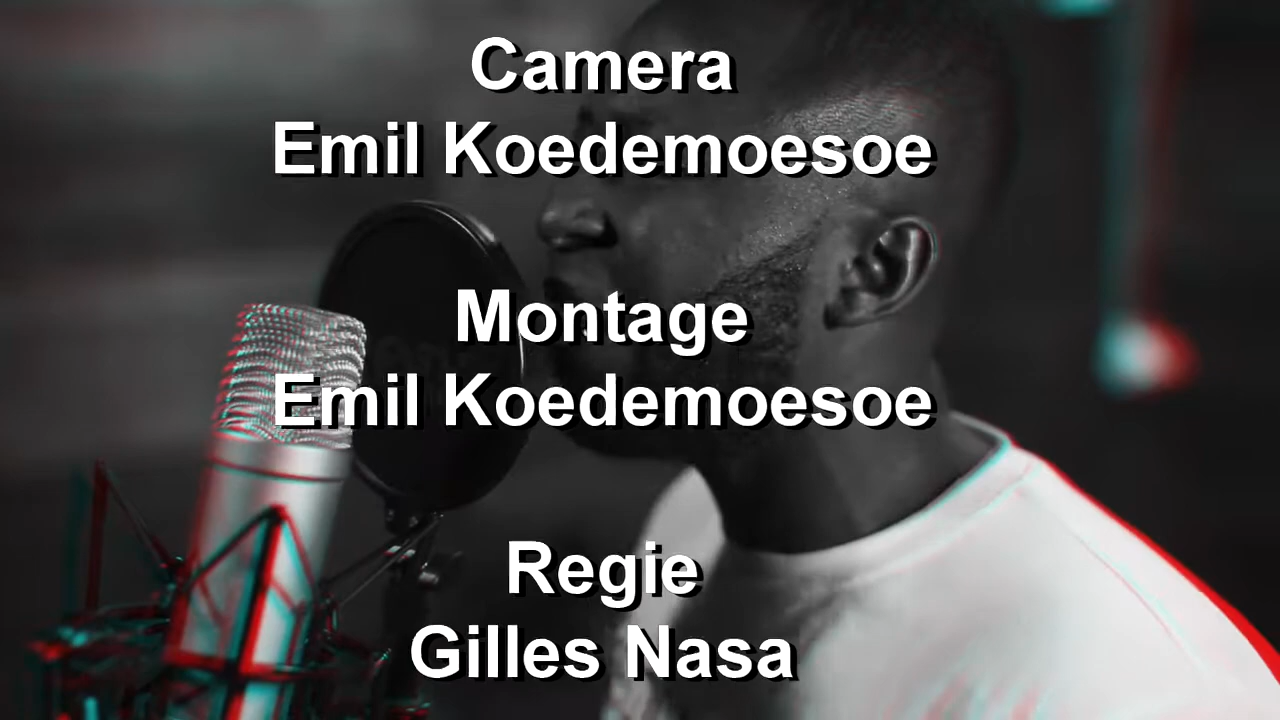 Camera
Emil Koedemoesoe
Montage
Emil Koedemoesoe
Regie
Gilles Nasa